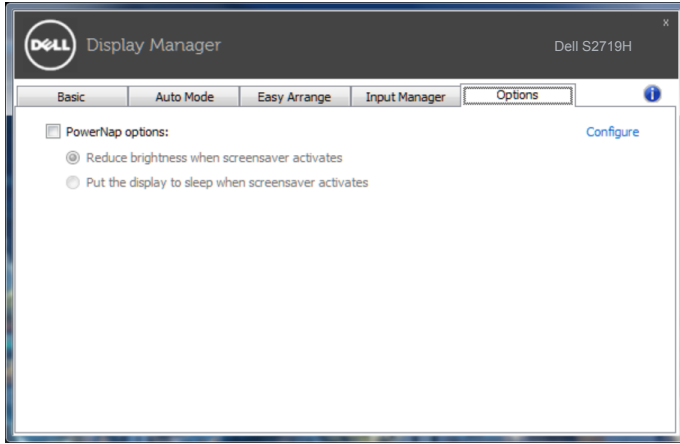 x
DELL Display Manager Dell S2719H
Basic Auto Mode Easy Arrange Input Manager Options i
PowerNap options: Configure
Reduce brightness when screensaver activates
Put the display to sleep when screensaver activates